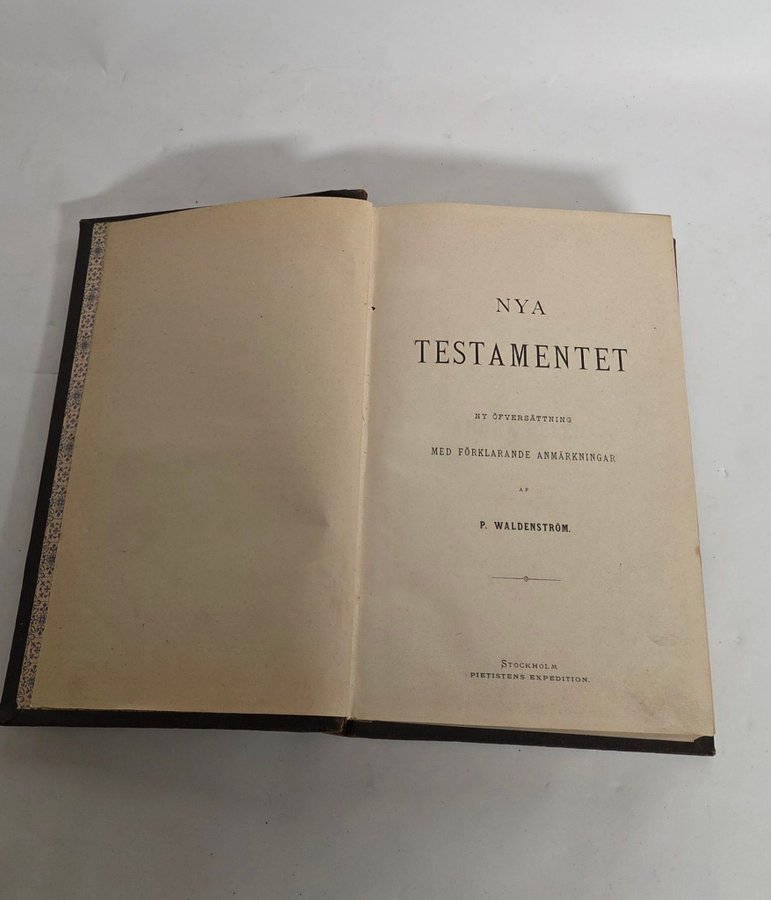 NYA
TESTAMENTET
NY ÖFVERSÄTTNING
MED FÖRKLARANDE ANMÄRKNINGAR
AF
P. WALDENSTRÖM.
STOCKHOLM
PIETISTENS EXPEDITION.